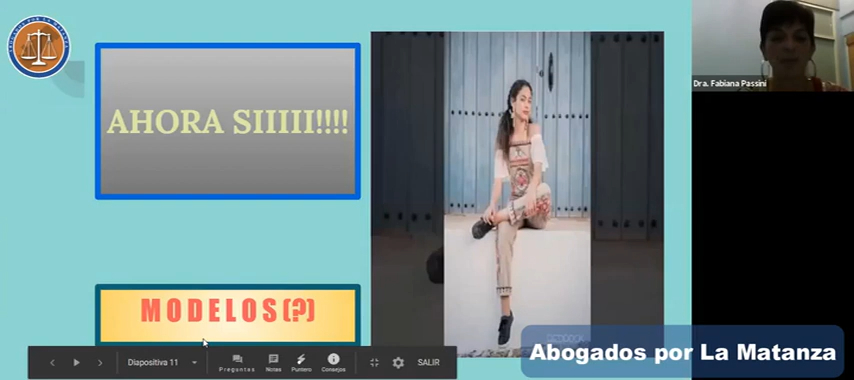 AHORA SIIIII!!!!
MODELOS(?)
Dra. Fabiana Passini
Diapositiva 11
Preguntas
Notas
Puntero
Consejos
SALIR
Abogados por La Matanza